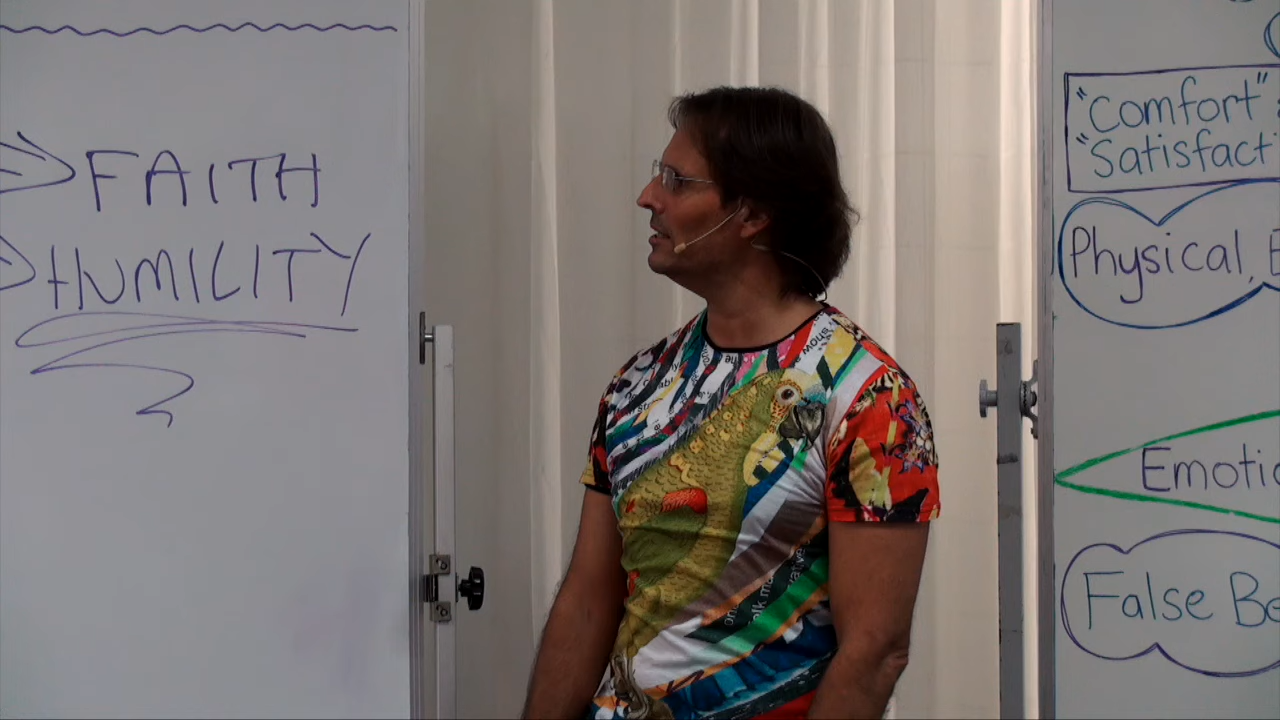 FAITH
HUMILITY
"Comfort"
"Satisfact
Physical, E
Emotio
False Be